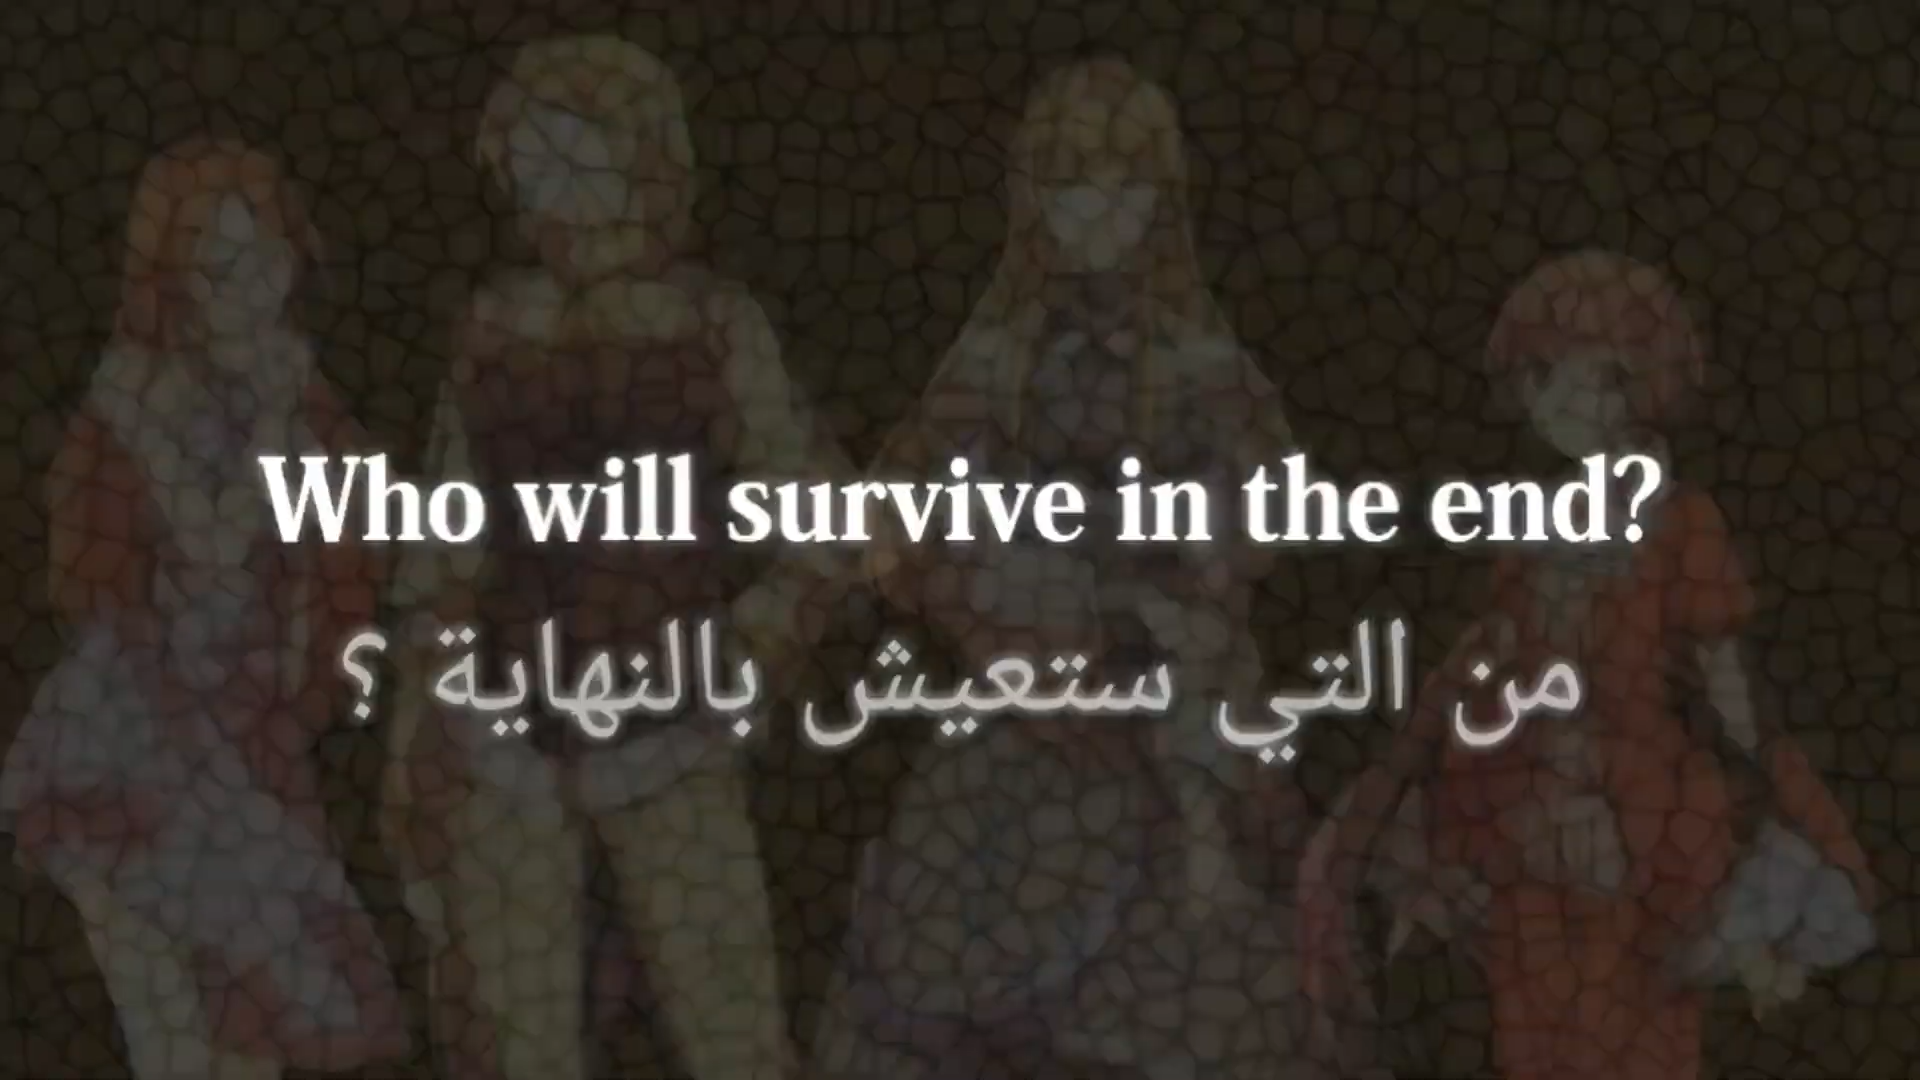 Who will survive in the end?
من التي ستعيش بالنهاية ؟